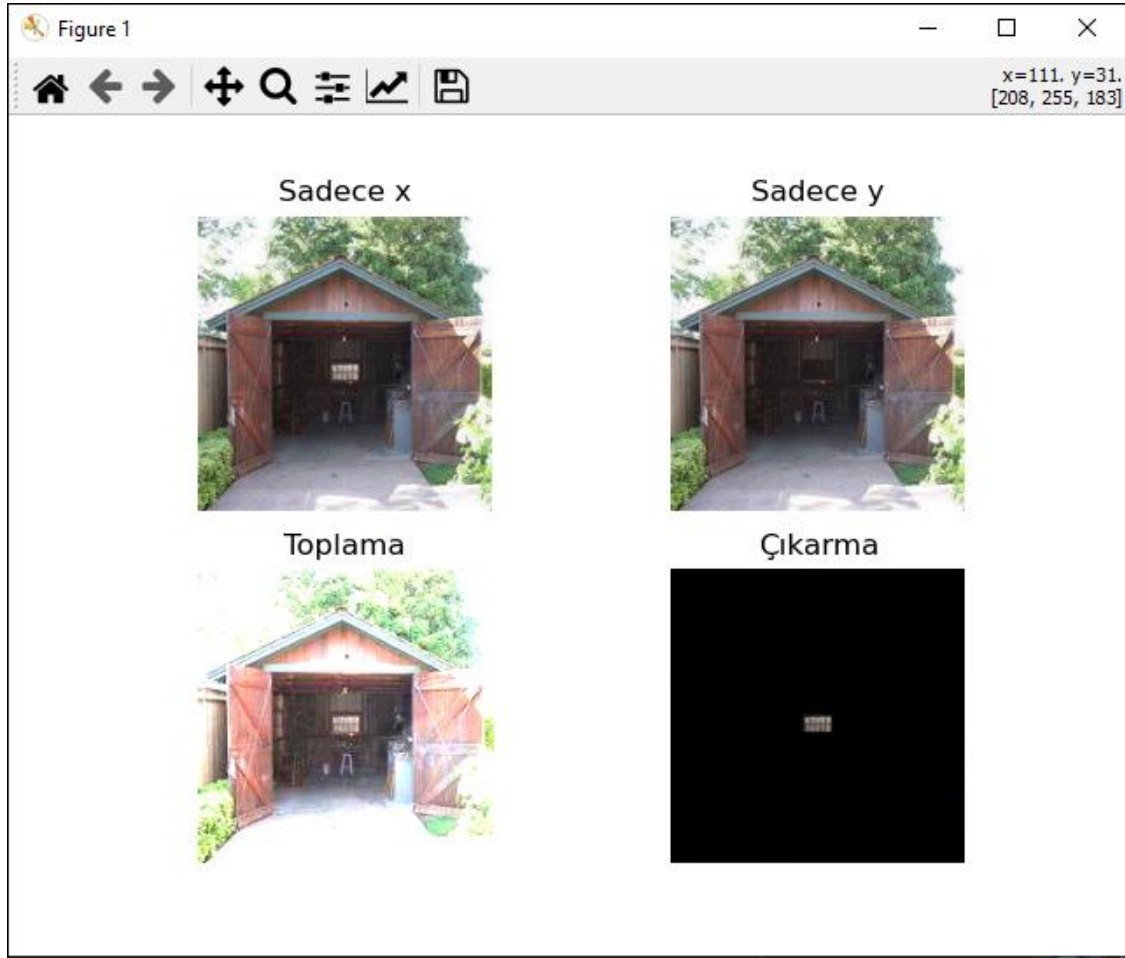 Figure 1
x=111. y=31.
[208, 255, 183]
Sadece x
Sadece y
Toplama
Çıkarma